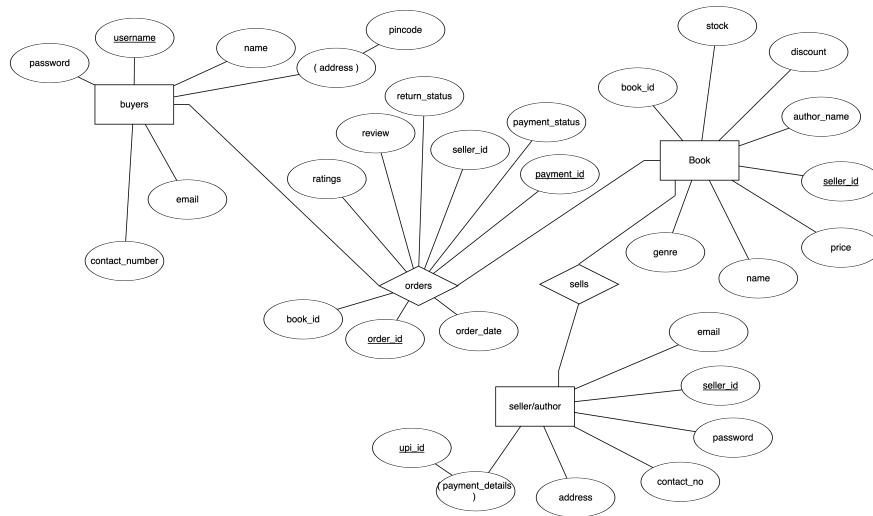 stock
username
pincode
name
discount
password
( address )
book_id
return_status
buyers
author_name
payment_status
review
seller_id
Book
ratings
payment_id
seller_id
email
price
genre
contact_number
name
orders
sells
book_id
order_date
order_id
email
seller_id
seller/author
password
upi_id
contact_no
( payment_details
)
address